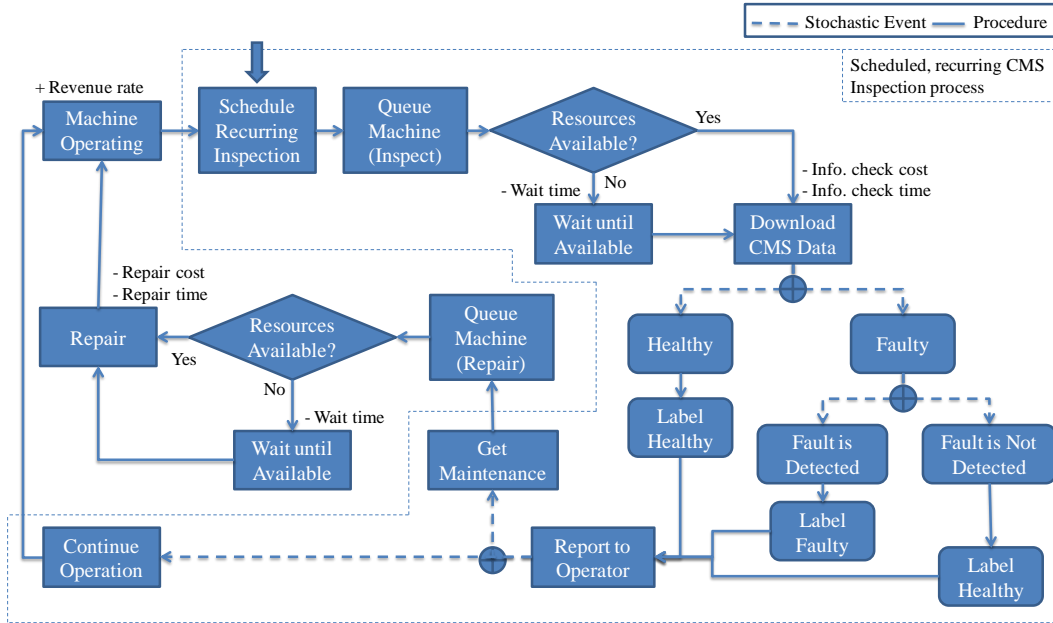 Stochastic Event
Procedure
Scheduled, recurring CMS
Inspection process
+ Revenue rate
Machine
Operating
Schedule
Recurring
Inspection
Queue
Machine
(Inspect)
Resources
Available?
Yes
No
- Wait time
- Info. check cost
- Info. check time
Wait until
Available
Download
CMS Data
- Repair cost
- Repair time
Repair
Yes
Resources
Available?
No
- Wait time
Wait until
Available
Queue
Machine
(Repair)
Get
Maintenance
Healthy
Faulty
Label
Healthy
Fault is
Detected
Fault is Not
Detected
Label
Faulty
Label
Healthy
Continue
Operation
Report to
Operator